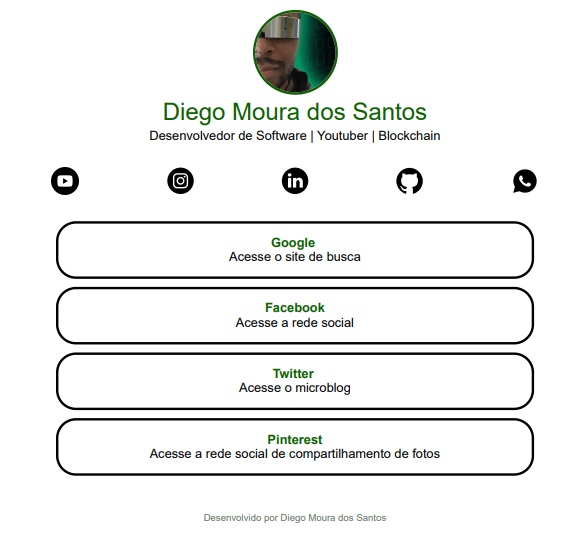 Diego Moura dos Santos
Desenvolvedor de Software | Youtuber | Blockchain
in
Google
Acesse o site de busca
Facebook
Acesse a rede social
Twitter
Acesse o microblog
Pinterest
Acesse a rede social de compartilhamento de fotos
Desenvolvido por Diego Moura dos Santos